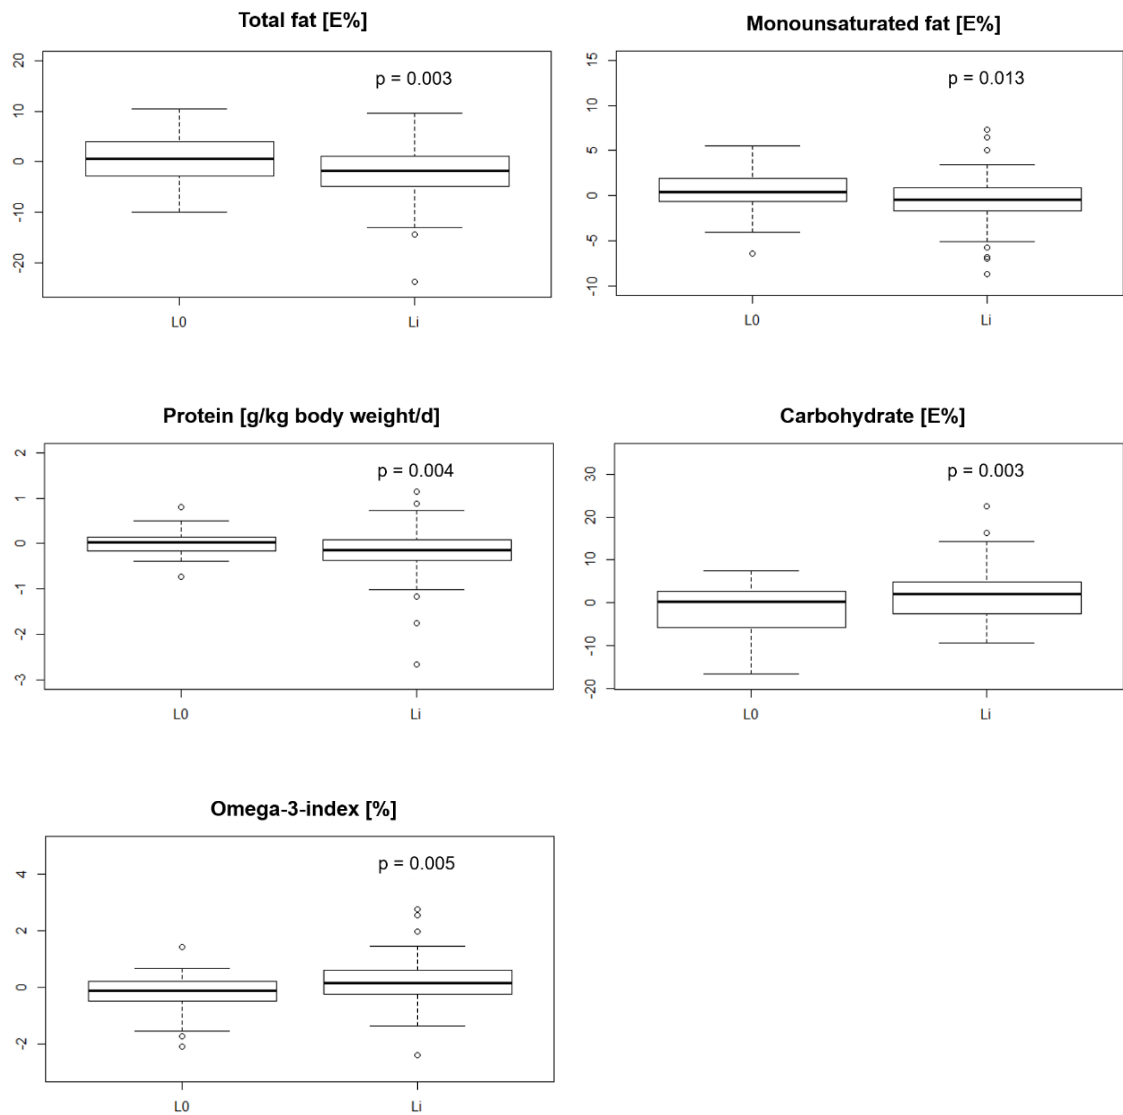 Total fat [E%]
20
10
0
-10
-20
p = 0.003
L0
Li
Monounsaturated fat [E%]
15
10
5
0
-5
-10
p = 0.013
L0
Li
Protein [g/kg body weight/d]
2
1
0
-1
-2
-3
p = 0.004
L0
Li
Carbohydrate [E%]
30
20
10
0
-10
-20
p = 0.003
L0
Li
Omega-3-index [%]
4
2
0
-2
p = 0.005
L0
Li